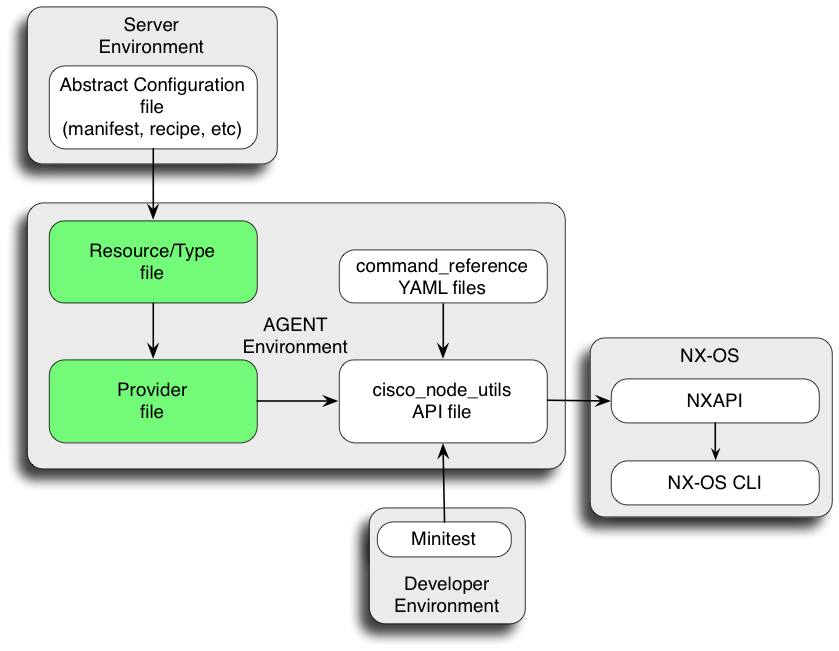 Server
Environment
Abstract Configuration
file
(manifest, recipe, etc)
Resource/Type
file
command_reference
YAML files
AGENT
Environment
Provider
file
cisco_node_utils
API file
NX-OS
NXAPI
NX-OS CLI
Minitest
Developer
Environment